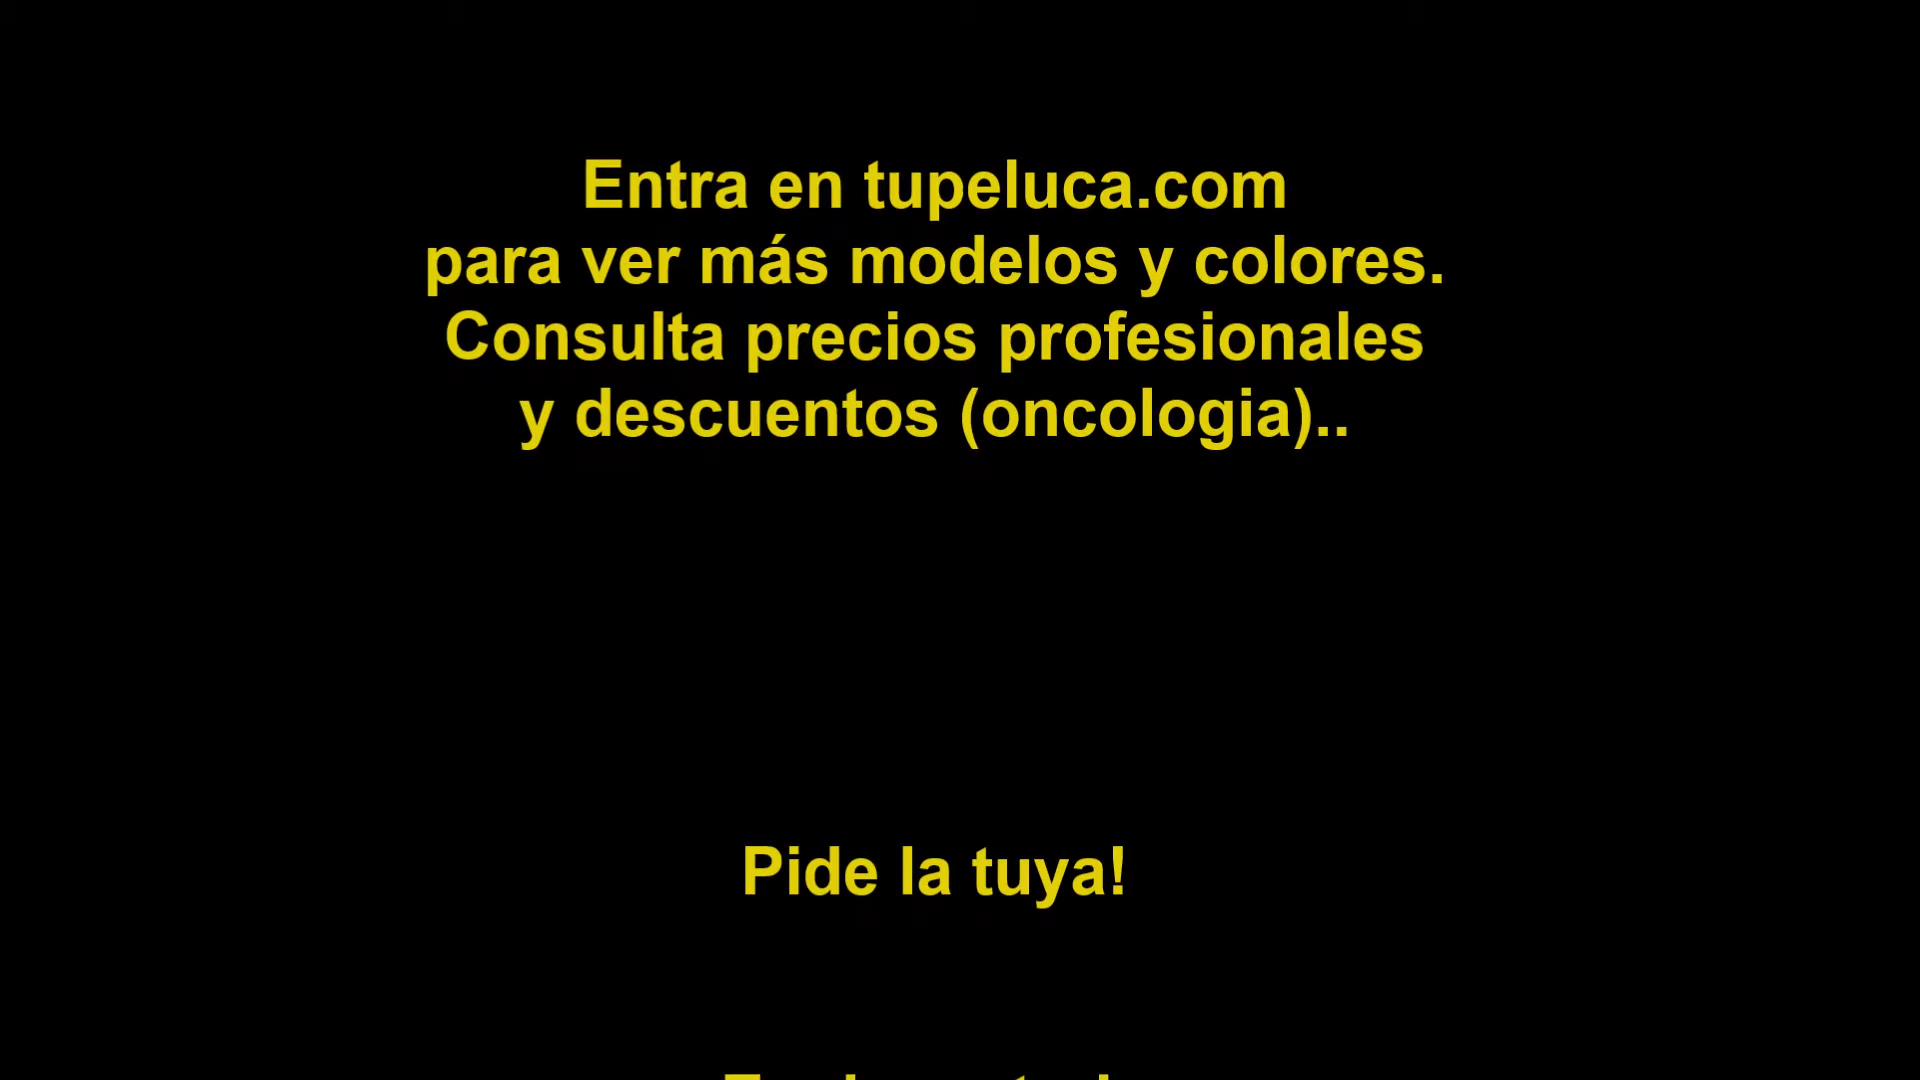 Entra en tupeluca.com
para ver más modelos y colores.
Consulta precios profesionales
y descuentos (oncologia)..
Pide la tuya!